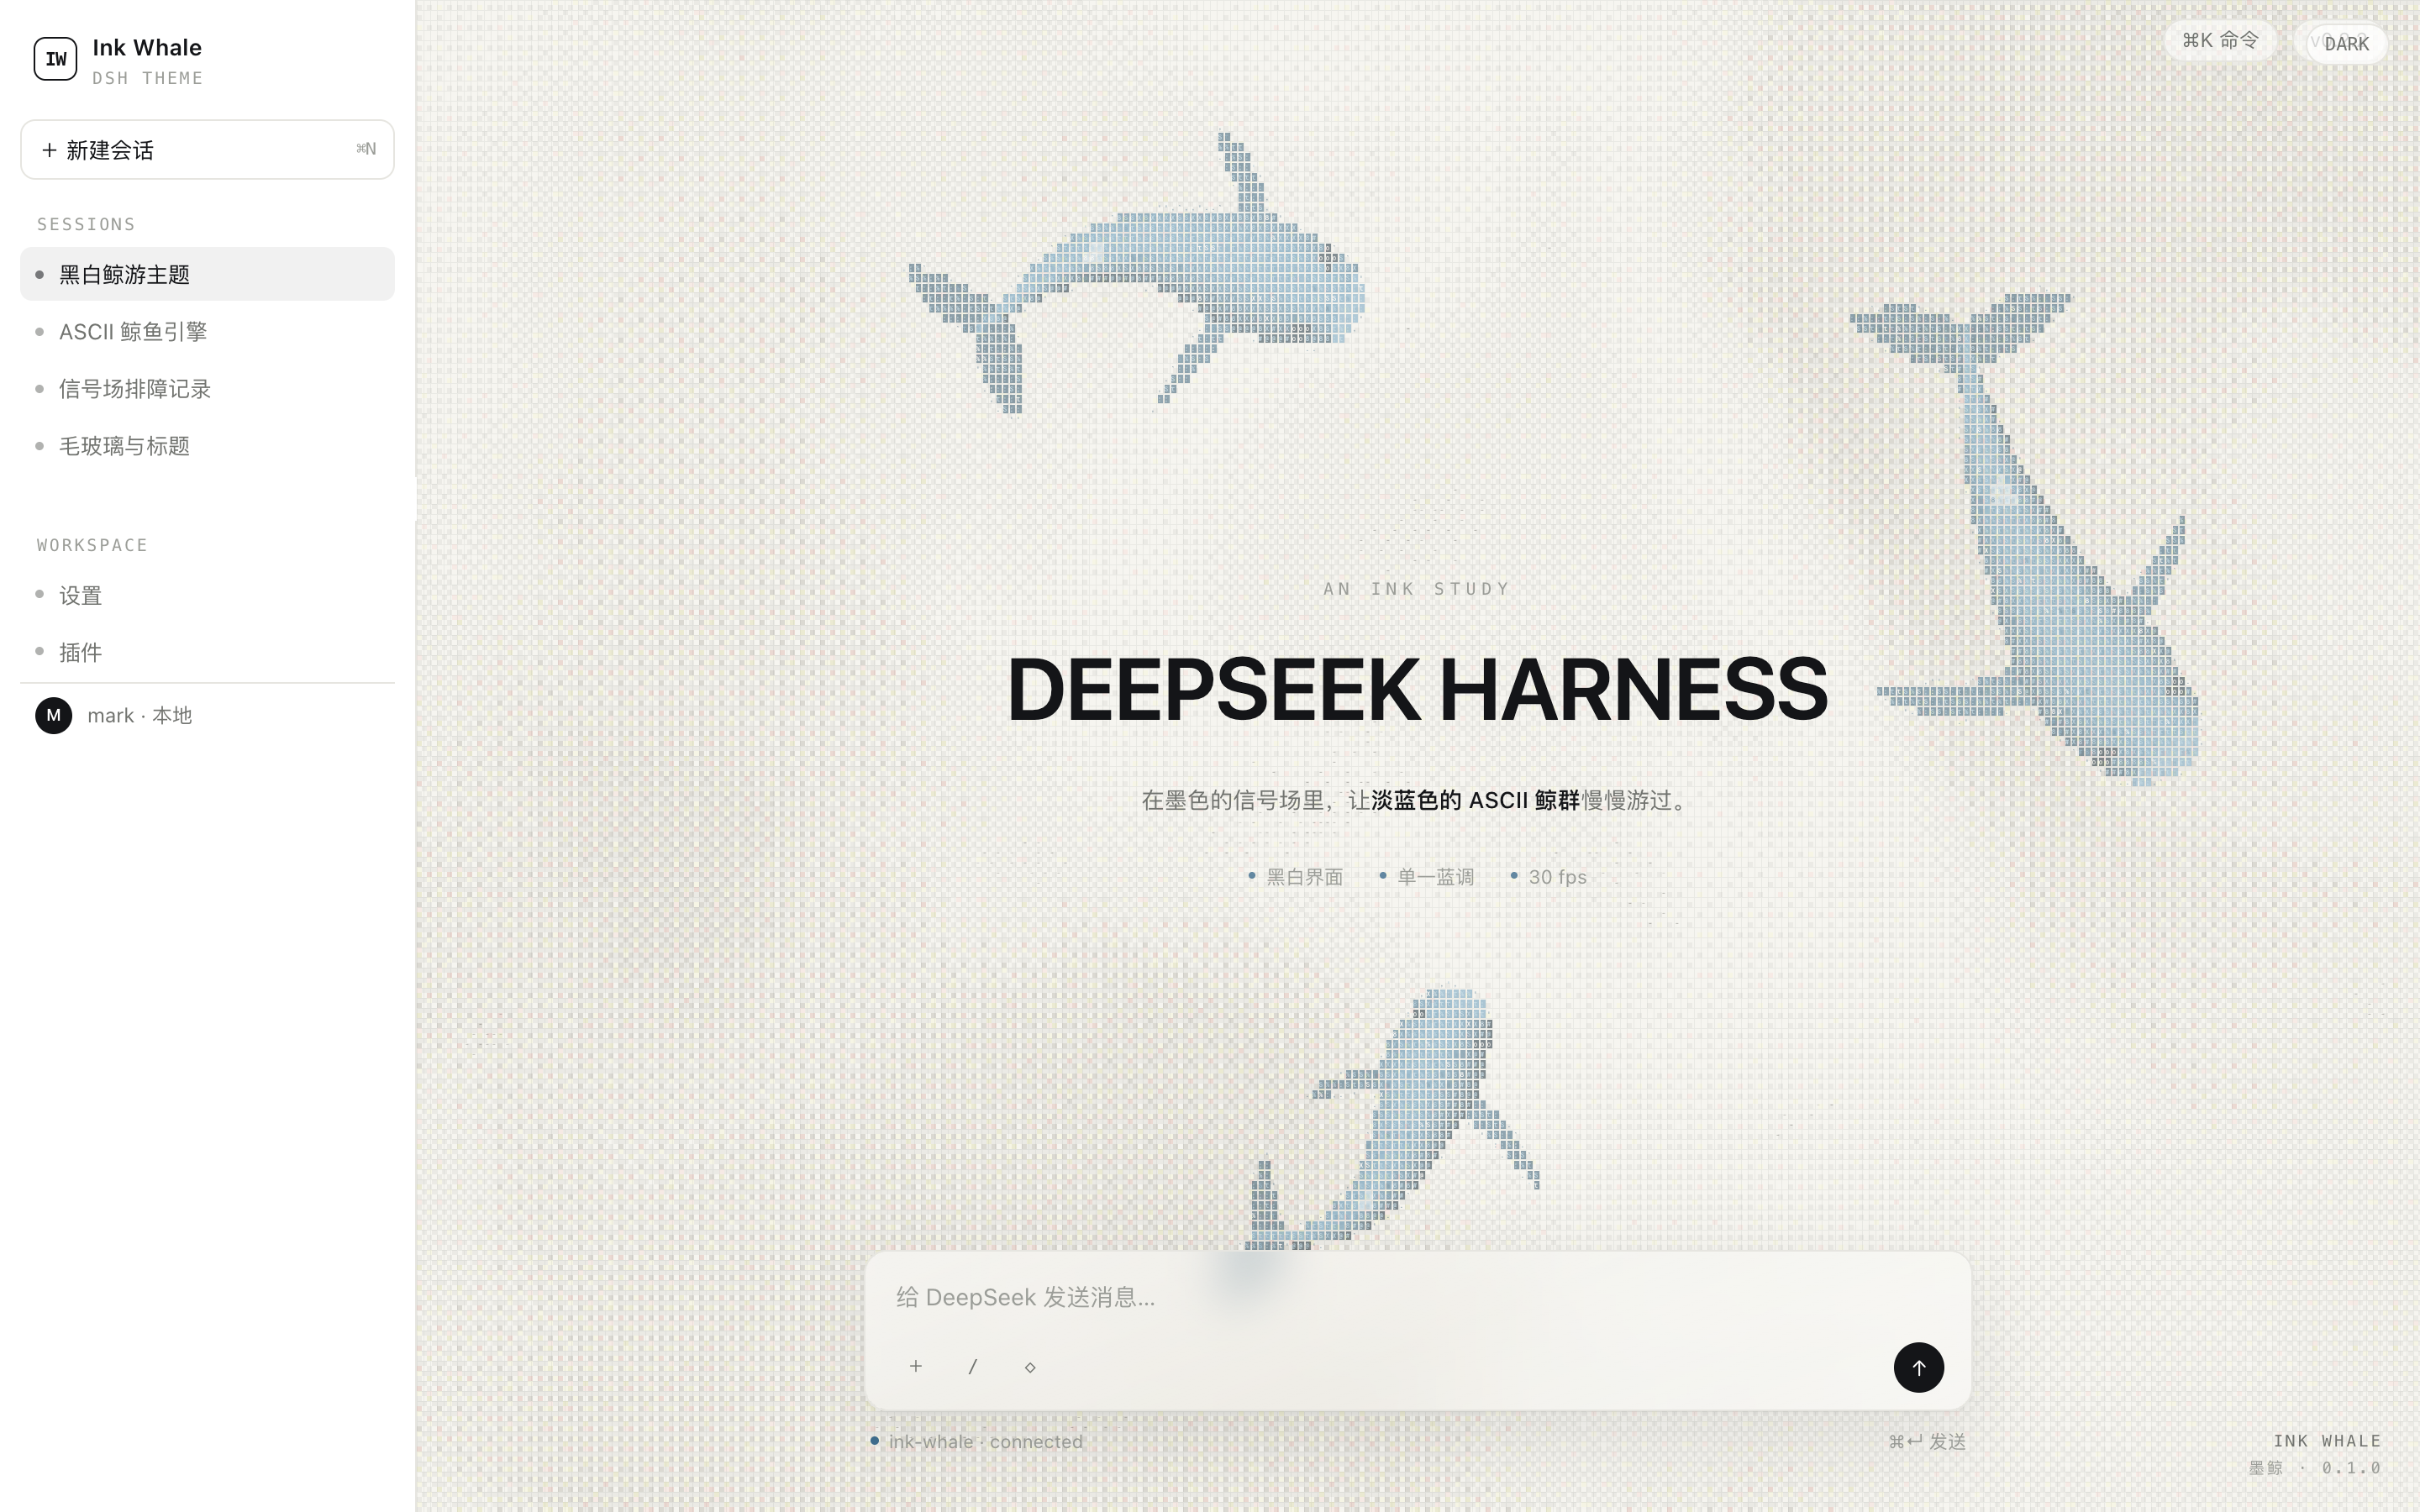 IW
Ink Whale
DSH THEME
+ 新建会话 ⌘N
SESSIONS
黑白鲸游主题
ASCII 鲸鱼引擎
信号场排障记录
毛玻璃与标题
WORKSPACE
设置
插件
M mark · 本地
⌘K 命令
DARK
AN INK STUDY
DEEPSEEK HARNESS
在墨色的信号场里，让淡蓝色的 ASCII 鲸群慢慢游过。
黑白界面 单一蓝调 30 fps
给 DeepSeek 发送消息...
+ / ◇ ↑
ink-whale · connected
⌘↵ 发送
INK WHALE
墨鲸 · 0.1.0